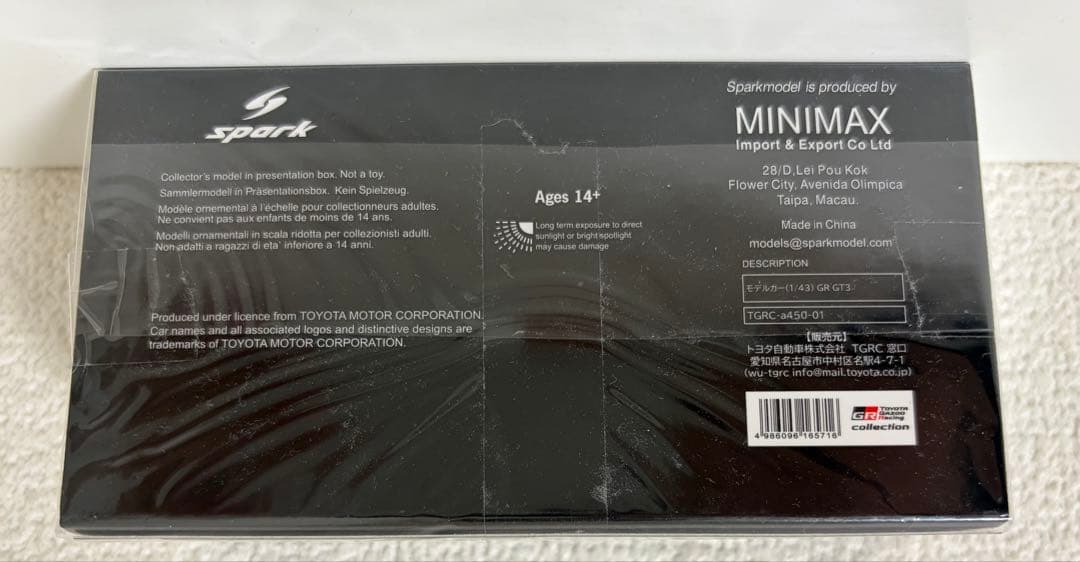 spark
Collector's model in presentation box. Not a toy.
Sammlermodell in Präsentationsbox. Kein Spielzeug.
Modèle ornemental à l'échelle pour collectionneurs adultes.
Ne convient pas aux enfants de moins de 14 ans.
Modelli ornamentali in scala ridotta per collezionisti adulti.
Non adatti a ragazzi di eta' inferiore a 14 anni.
Produced under licence from TOYOTA MOTOR CORPORATION.
Car names and all associated logos and distinctive designs are
trademarks of TOYOTA MOTOR CORPORATION.
Ages 14+
Long term exposure to direct
sunlight or bright spotlight
may cause damage
Sparkmodel is produced by
MINIMAX
Import & Export Co Ltd
28/D,Lei Pou Kok
Flower City, Avenida Olimpica
Taipa, Macau.
Made in China
models@sparkmodel.com
DESCRIPTION
モデルカー(1/43) GR GT3
TGRC-a450-01
【販売元】
トヨタ自動車株式会社 TGRC 窓口
愛知県名古屋市中村区名駅4-7-1
(wu-tgrc info@mail.toyota.co.jp)
4 986096 165716
GR TOYOTA
GAZOO
Racing
collection